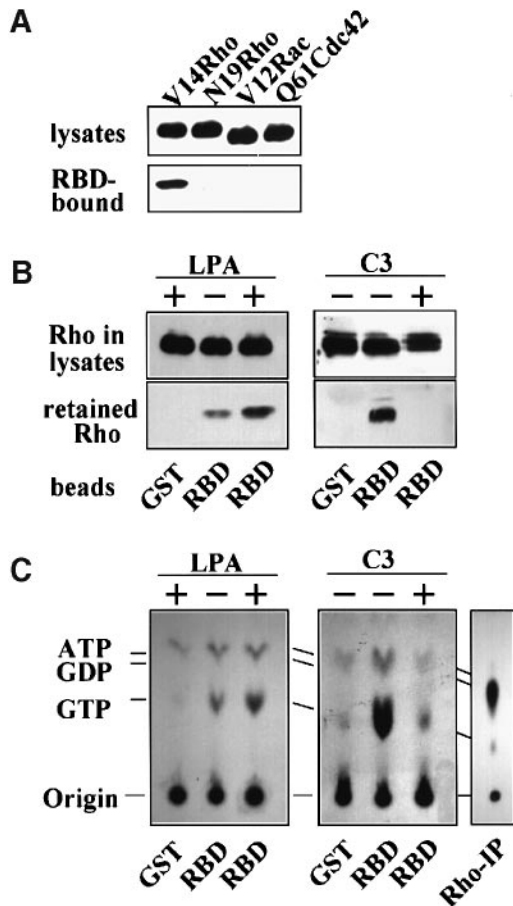 A
V14Rho N19Rho V12Rac Q61Cdc42
lysates
RBD-
bound
B
LPA C3
+ − + − − +
Rho in
lysates
retained
Rho
beads GST RBD RBD GST RBD RBD
C
LPA C3
+ − + − − +
ATP
GDP
GTP
Origin
GST RBD RBD GST RBD RBD Rho-IP